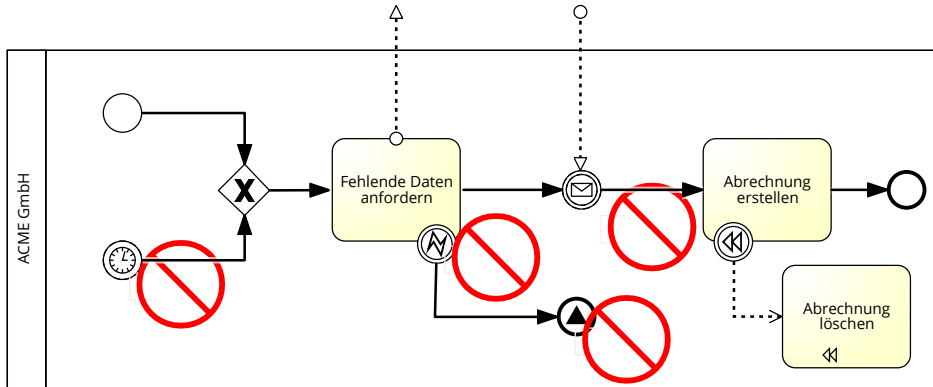 ACME GmbH
Fehlende Daten
anfordern
Abrechnung
erstellen
Abrechnung
löschen